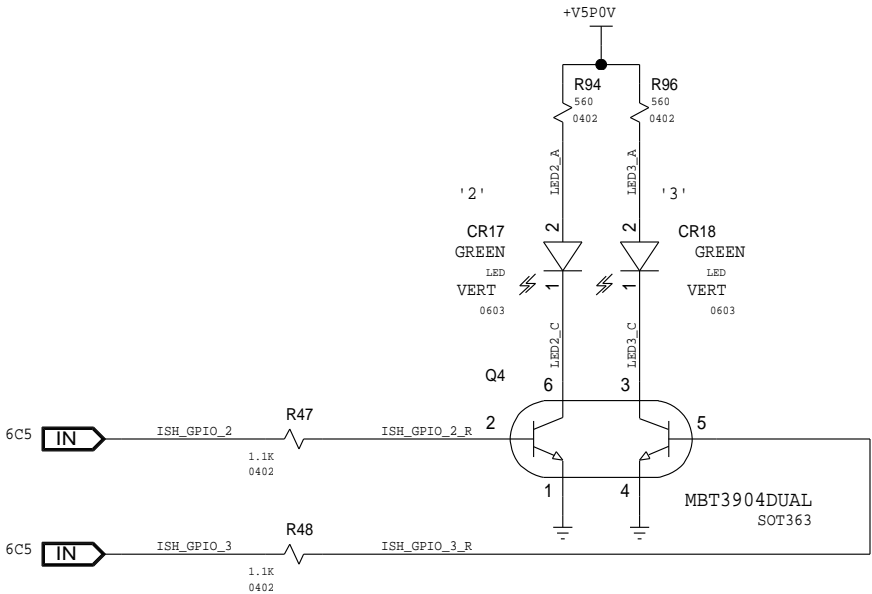 +V5P0V
R94
560
0402
R96
560
0402
LED2_A
LED3_A
'2'
'3'
2
2
CR17
GREEN
LED
VERT
0603
CR18
GREEN
LED
VERT
0603
1
1
LED2_C
LED3_C
Q4
6
3
6C5
IN
ISH_GPIO_2
R47
1.1K
0402
ISH_GPIO_2_R
2
5
1
4
MBT3904DUAL
SOT363
6C5
IN
ISH_GPIO_3
R48
1.1K
0402
ISH_GPIO_3_R